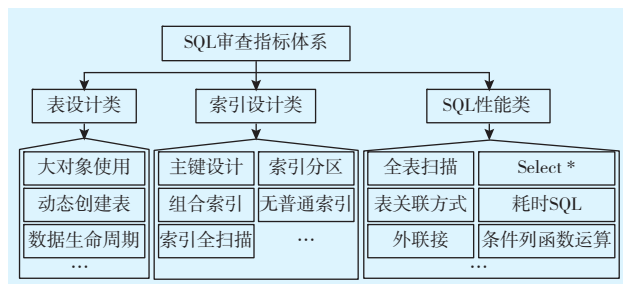 SQL审查指标体系
表设计类
索引设计类
SQL性能类
大对象使用
动态创建表
数据生命周期
…
主键设计
索引分区
组合索引
无普通索引
索引全扫描
…
全表扫描
Select *
表关联方式
耗时SQL
外联接
条件列函数运算
…